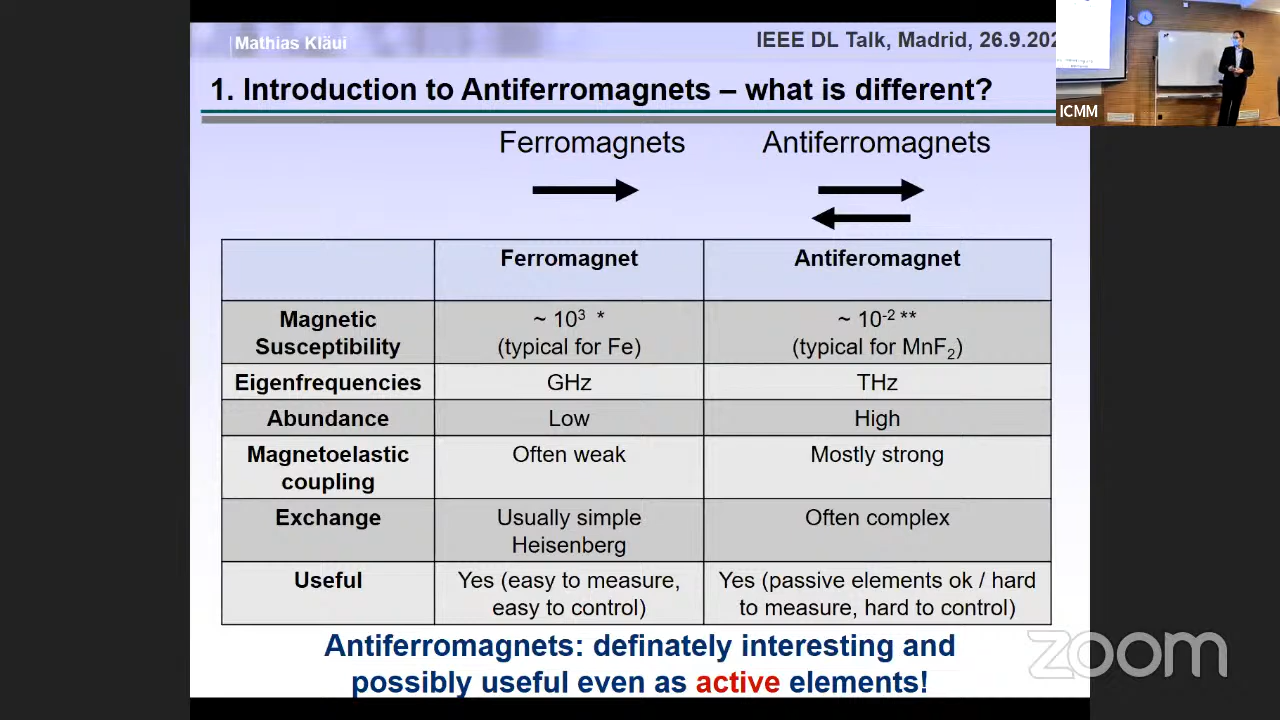 Mathias Kläui
IEEE DL Talk, Madrid, 26.9.202
1. Introduction to Antiferromagnets – what is different?
ICMM
Ferromagnets
Antiferromagnets
Ferromagnet
Antiferomagnet
Magnetic
Susceptibility
~ 10³ *
(typical for Fe)
~ 10⁻² **
(typical for MnF₂)
Eigenfrequencies
GHz
THz
Abundance
Low
High
Magnetoelastic
coupling
Often weak
Mostly strong
Exchange
Usually simple
Heisenberg
Often complex
Useful
Yes (easy to measure,
easy to control)
Yes (passive elements ok / hard
to measure, hard to control)
Antiferromagnets: definately interesting and
possibly useful even as active elements!
zoom